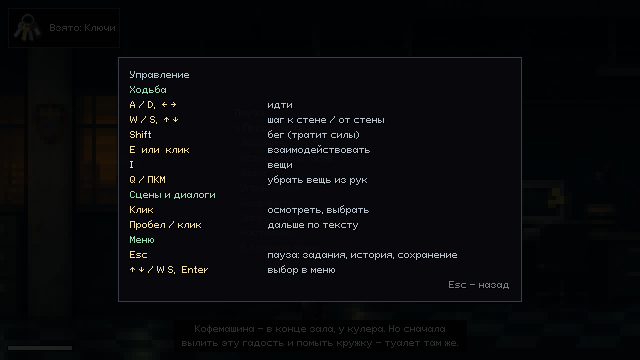 Взято: Ключи
Управление
Ходьба
A / D, ← → идти
W / S, ↑ ↓ шаг к стене / от стены
Shift бег (тратит силы)
E или клик взаимодействовать
I вещи
Q / ПКМ убрать вещь из рук
Сцены и диалоги
Клик осмотреть, выбрать
Пробел / клик дальше по тексту
Меню
Esc пауза: задания, история, сохранение
↑ ↓ / W S, Enter выбор в меню
Esc – назад
Кофемашина – в конце зала, у кулера. Но сначала
вылить эту гадость и помыть кружку – туалет там же.